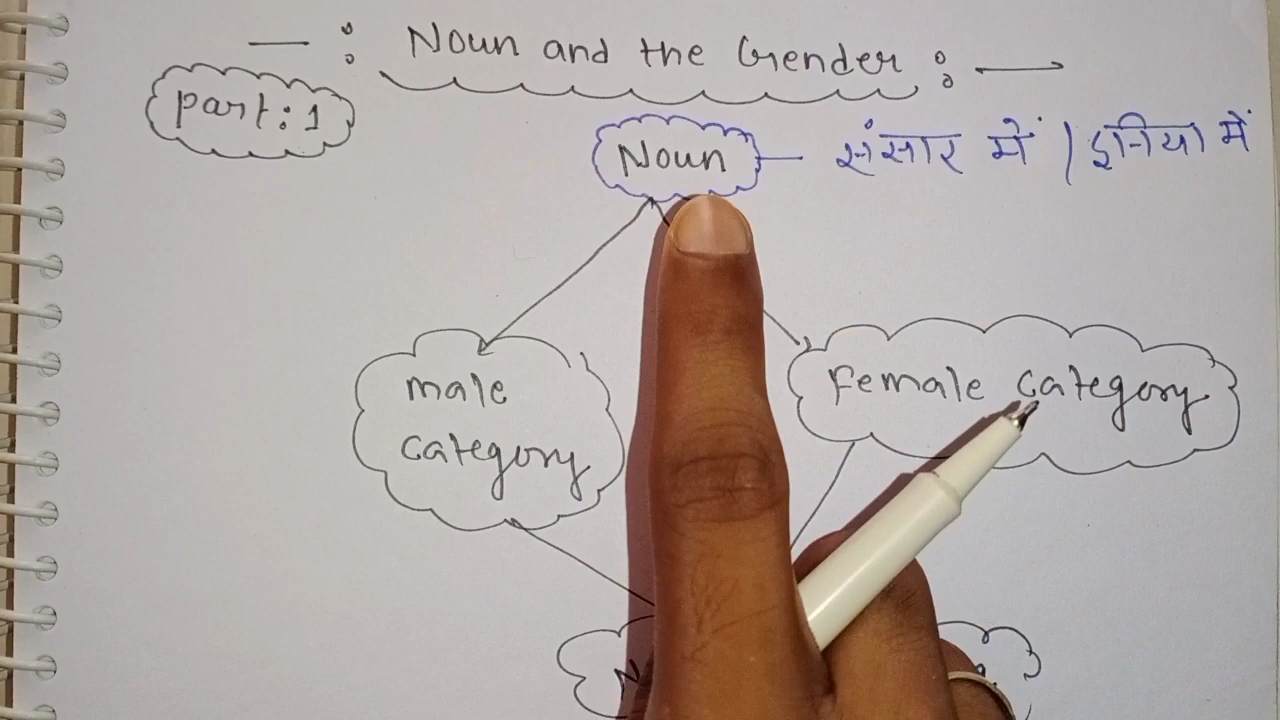 — : Noun and the Gender : —
part: 1
Noun — संसार में / दुनिया में
male
category
Female category